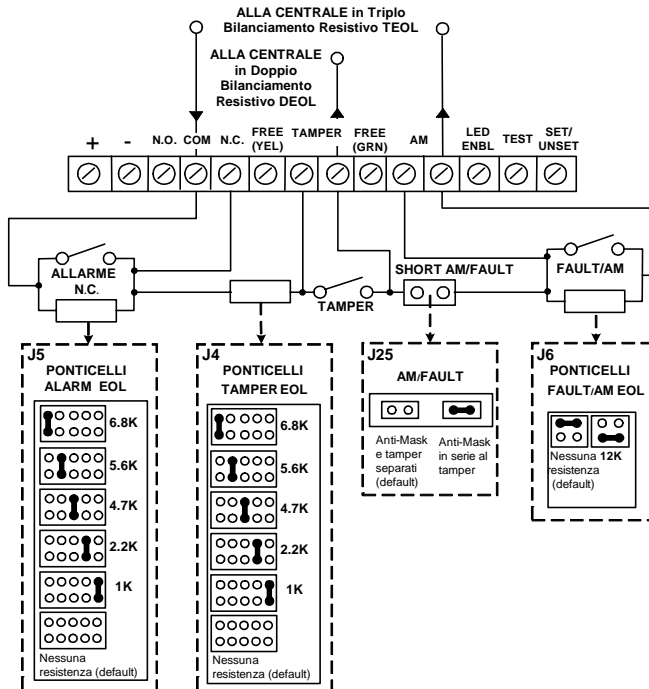 ALLA CENTRALE in Triplo
Bilanciamento Resistivo TEOL
ALLA CENTRALE
in Doppio
Bilanciamento
Resistivo DEOL
+ - N.O. COM N.C. FREE (YEL) TAMPER FREE (GRN) AM LED ENBL TEST SET/ UNSET
ALLARME
N.C.
TAMPER
SHORT AM/FAULT
FAULT/AM
J5
PONTICELLI
ALARM EOL
6.8K
5.6K
4.7K
2.2K
1K
Nessuna
resistenza (default)
J4
PONTICELLI
TAMPER EOL
6.8K
5.6K
4.7K
2.2K
1K
Nessuna
resistenza (default)
J25
AM/FAULT
Anti-Mask
e tamper
separati
(default)
Anti-Mask
in serie al
tamper
J6
PONTICELLI
FAULT/AM EOL
Nessuna 12K
resistenza
(default)